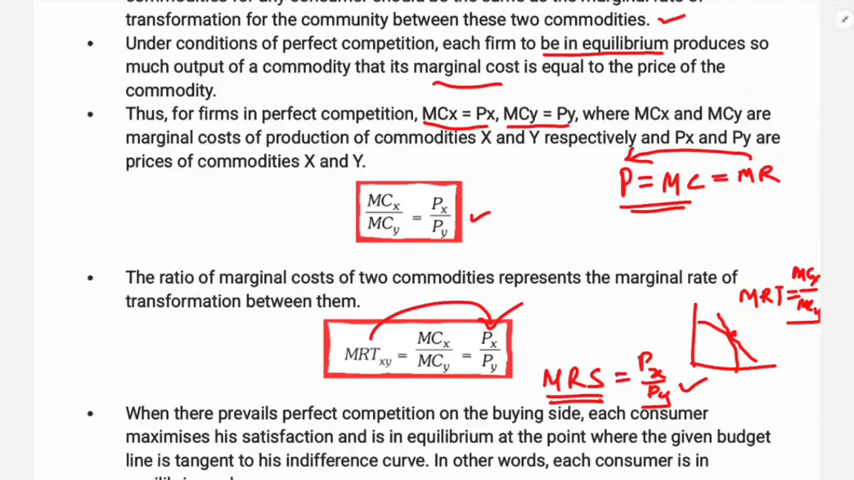 transformation for the community between these two commodities.
• Under conditions of perfect competition, each firm to be in equilibrium produces so
much output of a commodity that its marginal cost is equal to the price of the
commodity.
• Thus, for firms in perfect competition, MCx = Px, MCy = Py, where MCx and MCy are
marginal costs of production of commodities X and Y respectively and Px and Py are
prices of commodities X and Y.
P = MC = MR
MCx/MCy = Px/Py
• The ratio of marginal costs of two commodities represents the marginal rate of
transformation between them.
MRT = MCx/MCy
MRTxy = MCx/MCy = Px/Py
MRS = Px/Py
• When there prevails perfect competition on the buying side, each consumer
maximises his satisfaction and is in equilibrium at the point where the given budget
line is tangent to his indifference curve. In other words, each consumer is in